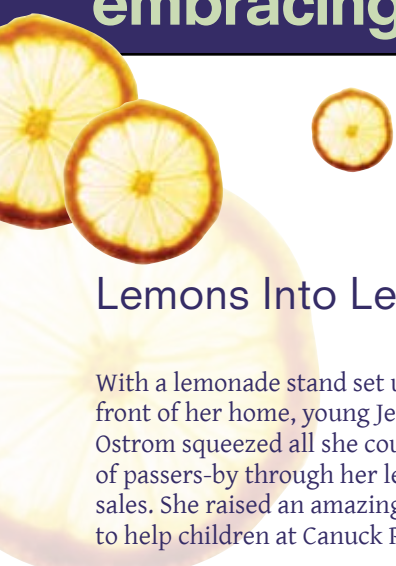 embracing
Lemons Into Le
With a lemonade stand set u
front of her home, young Je
Ostrom squeezed all she cou
of passers-by through her le
sales. She raised an amazing
to help children at Canuck P